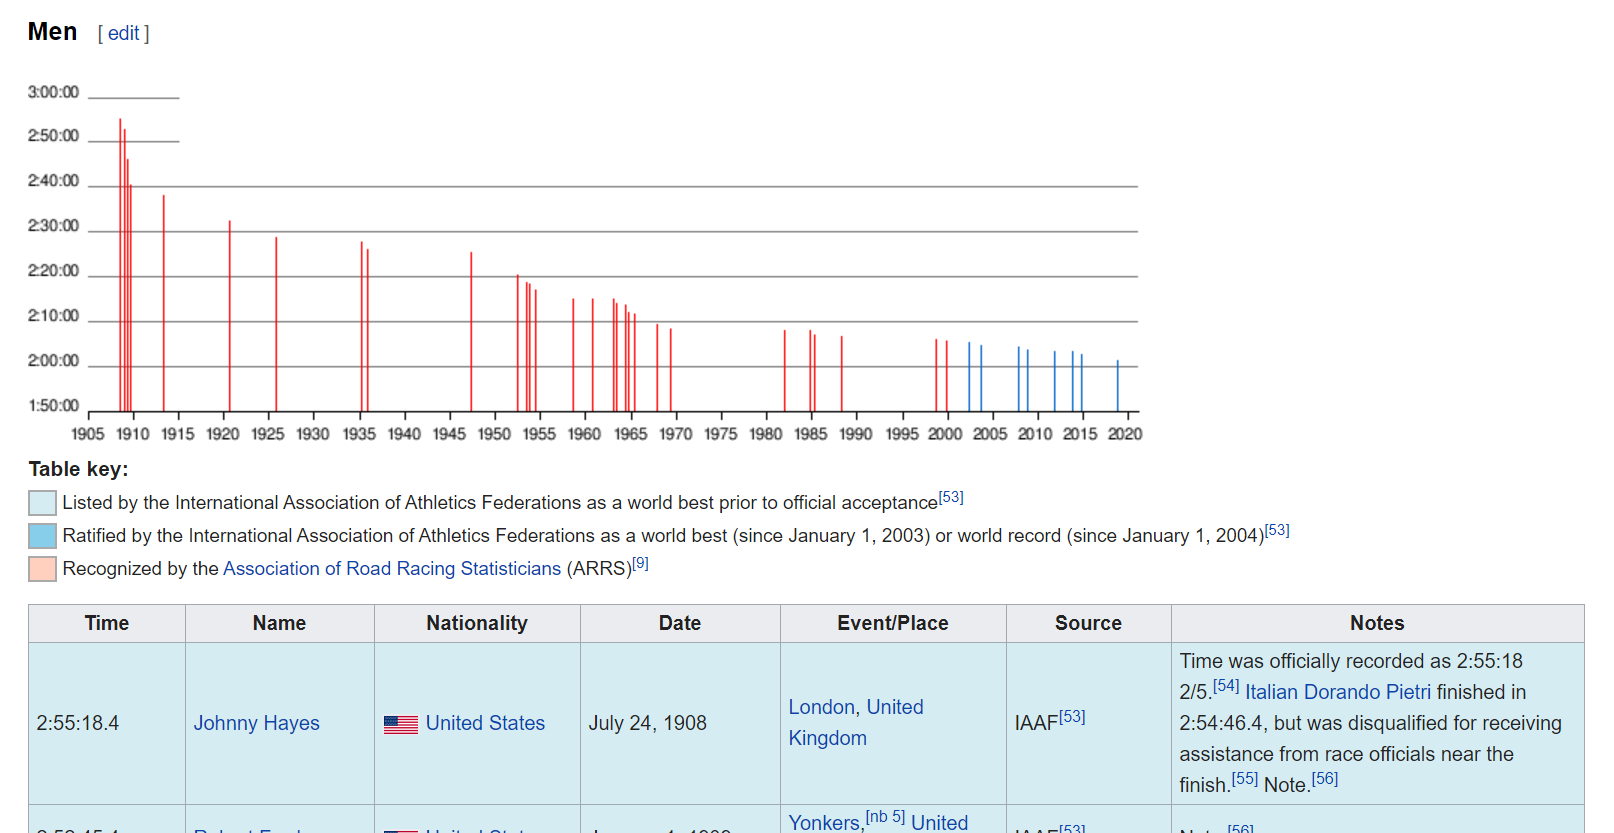 Men [ edit ]
3:00:00
2:50:00
2:40:00
2:30:00
2:20:00
2:10:00
2:00:00
1:50:00
1905 1910 1915 1920 1925 1930 1935 1940 1945 1950 1955 1960 1965 1970 1975 1980 1985 1990 1995 2000 2005 2010 2015 2020
Table key:
Listed by the International Association of Athletics Federations as a world best prior to official acceptance[53]
Ratified by the International Association of Athletics Federations as a world best (since January 1, 2003) or world record (since January 1, 2004)[53]
Recognized by the Association of Road Racing Statisticians (ARRS)[9]
Time Name Nationality Date Event/Place Source Notes
2:55:18.4 Johnny Hayes United States July 24, 1908
London, United
Kingdom
IAAF[53]
Time was officially recorded as 2:55:18
2/5.[54] Italian Dorando Pietri finished in
2:54:46.4, but was disqualified for receiving
assistance from race officials near the
finish.[55] Note.[56]
Yonkers,[nb 5] United
IAAF[53]
[56]